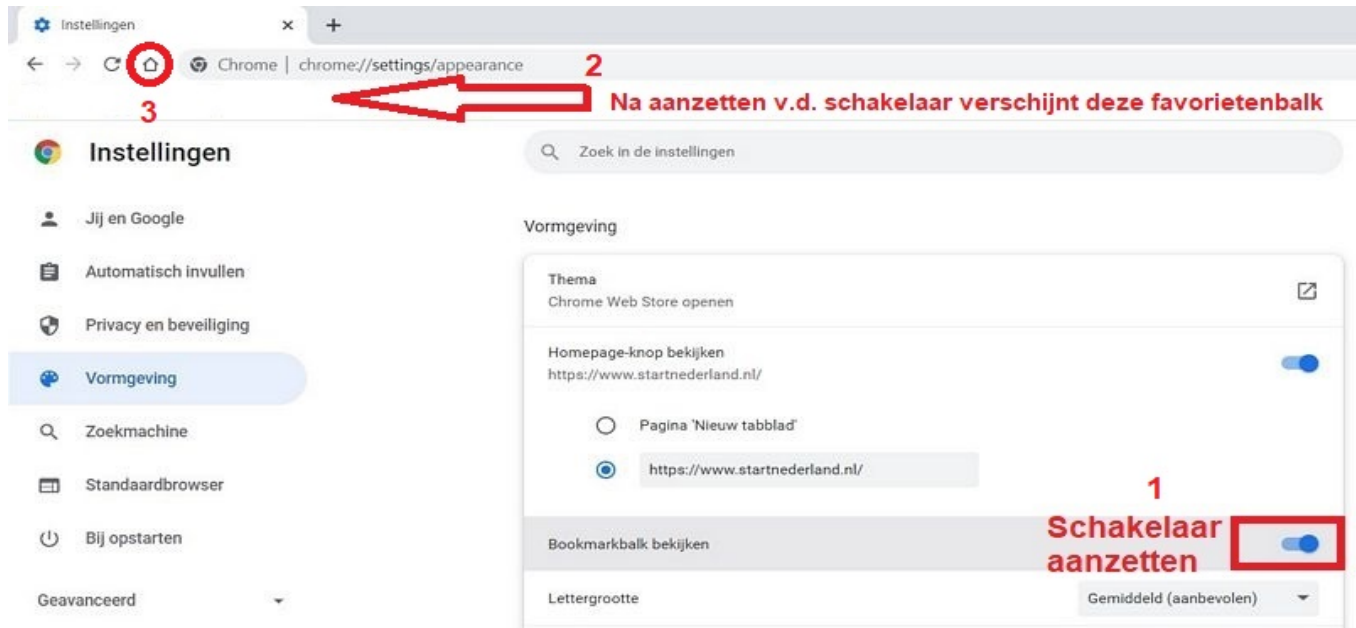 Instellingen
Chrome | chrome://settings/appearance
2
Na aanzetten v.d. schakelaar verschijnt deze favorietenbalk
3
Instellingen
Zoek in de instellingen
Jij en Google
Automatisch invullen
Privacy en beveiliging
Vormgeving
Zoekmachine
Standaardbrowser
Bij opstarten
Geavanceerd
Vormgeving
Thema
Chrome Web Store openen
Homepage-knop bekijken
https://www.startnederland.nl/
Pagina 'Nieuw tabblad'
https://www.startnederland.nl/
1
Schakelaar
aanzetten
Bookmarkbalk bekijken
Lettergrootte
Gemiddeld (aanbevolen)